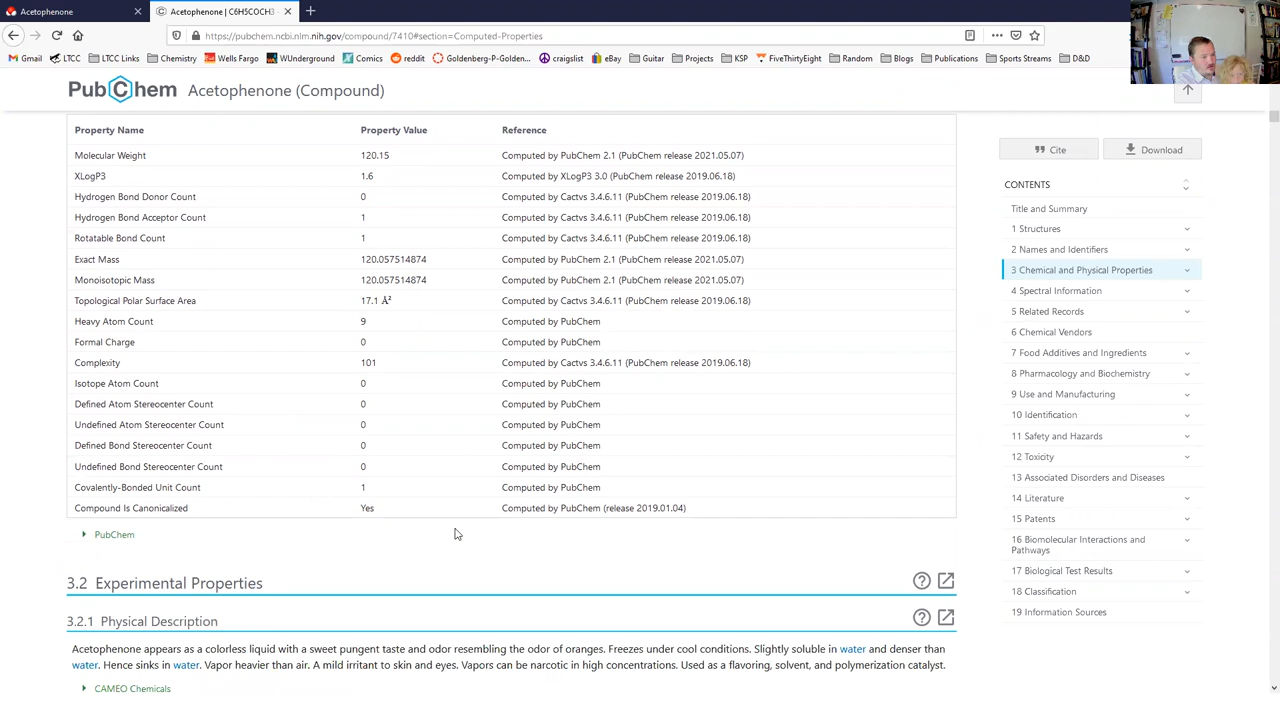 Acetophenone
Acetophenone | C6H5COCH3
https://pubchem.ncbi.nlm.nih.gov/compound/7410#section=Computed-Properties
Gmail LTCC LTCC Links Chemistry Wells Fargo WUnderground Comics reddit Goldenberg-P-Golden... craigslist eBay Guitar Projects KSP FiveThirtyEight Random Blogs Publications Sports Streams D&D
PubChem Acetophenone (Compound)
Property Name Property Value Reference
Molecular Weight 120.15 Computed by PubChem 2.1 (PubChem release 2021.05.07)
XLogP3 1.6 Computed by XLogP3 3.0 (PubChem release 2019.06.18)
Hydrogen Bond Donor Count 0 Computed by Cactvs 3.4.6.11 (PubChem release 2019.06.18)
Hydrogen Bond Acceptor Count 1 Computed by Cactvs 3.4.6.11 (PubChem release 2019.06.18)
Rotatable Bond Count 1 Computed by Cactvs 3.4.6.11 (PubChem release 2019.06.18)
Exact Mass 120.057514874 Computed by PubChem 2.1 (PubChem release 2021.05.07)
Monoisotopic Mass 120.057514874 Computed by PubChem 2.1 (PubChem release 2021.05.07)
Topological Polar Surface Area 17.1 Å² Computed by Cactvs 3.4.6.11 (PubChem release 2019.06.18)
Heavy Atom Count 9 Computed by PubChem
Formal Charge 0 Computed by PubChem
Complexity 101 Computed by Cactvs 3.4.6.11 (PubChem release 2019.06.18)
Isotope Atom Count 0 Computed by PubChem
Defined Atom Stereocenter Count 0 Computed by PubChem
Undefined Atom Stereocenter Count 0 Computed by PubChem
Defined Bond Stereocenter Count 0 Computed by PubChem
Undefined Bond Stereocenter Count 0 Computed by PubChem
Covalently-Bonded Unit Count 1 Computed by PubChem
Compound Is Canonicalized Yes Computed by PubChem (release 2019.01.04)
PubChem
3.2 Experimental Properties
3.2.1 Physical Description
Acetophenone appears as a colorless liquid with a sweet pungent taste and odor resembling the odor of oranges. Freezes under cool conditions. Slightly soluble in water and denser than
water. Hence sinks in water. Vapor heavier than air. A mild irritant to skin and eyes. Vapors can be narcotic in high concentrations. Used as a flavoring, solvent, and polymerization catalyst.
CAMEO Chemicals
Cite Download
CONTENTS
Title and Summary
1 Structures
2 Names and Identifiers
3 Chemical and Physical Properties
4 Spectral Information
5 Related Records
6 Chemical Vendors
7 Food Additives and Ingredients
8 Pharmacology and Biochemistry
9 Use and Manufacturing
10 Identification
11 Safety and Hazards
12 Toxicity
13 Associated Disorders and Diseases
14 Literature
15 Patents
16 Biomolecular Interactions and
Pathways
17 Biological Test Results
18 Classification
19 Information Sources